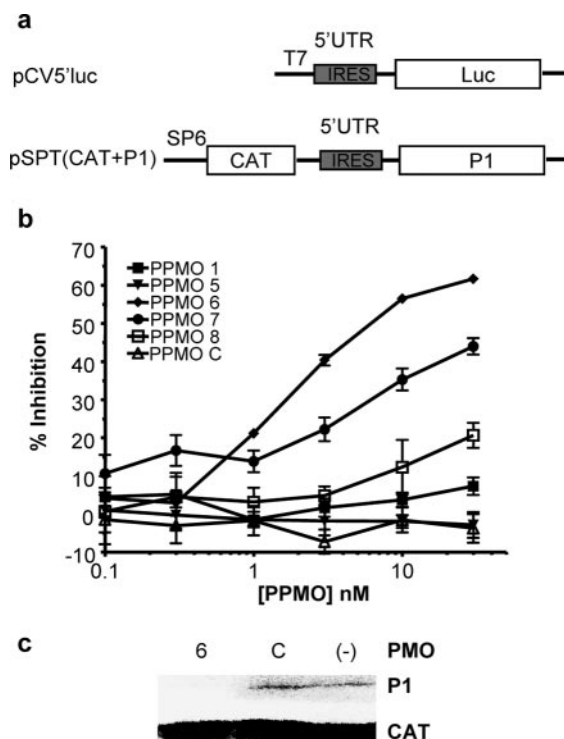 a
5'UTR
T7
pCV5'luc
IRES
Luc
5'UTR
SP6
pSPT(CAT+P1)
CAT
IRES
P1
b
70
60
50
40
30
20
10
0
-10
% Inhibition
PPMO 1
PPMO 5
PPMO 6
PPMO 7
PPMO 8
PPMO C
0.1
1
10
[PPMO] nM
c
6 C (-) PMO
P1
CAT